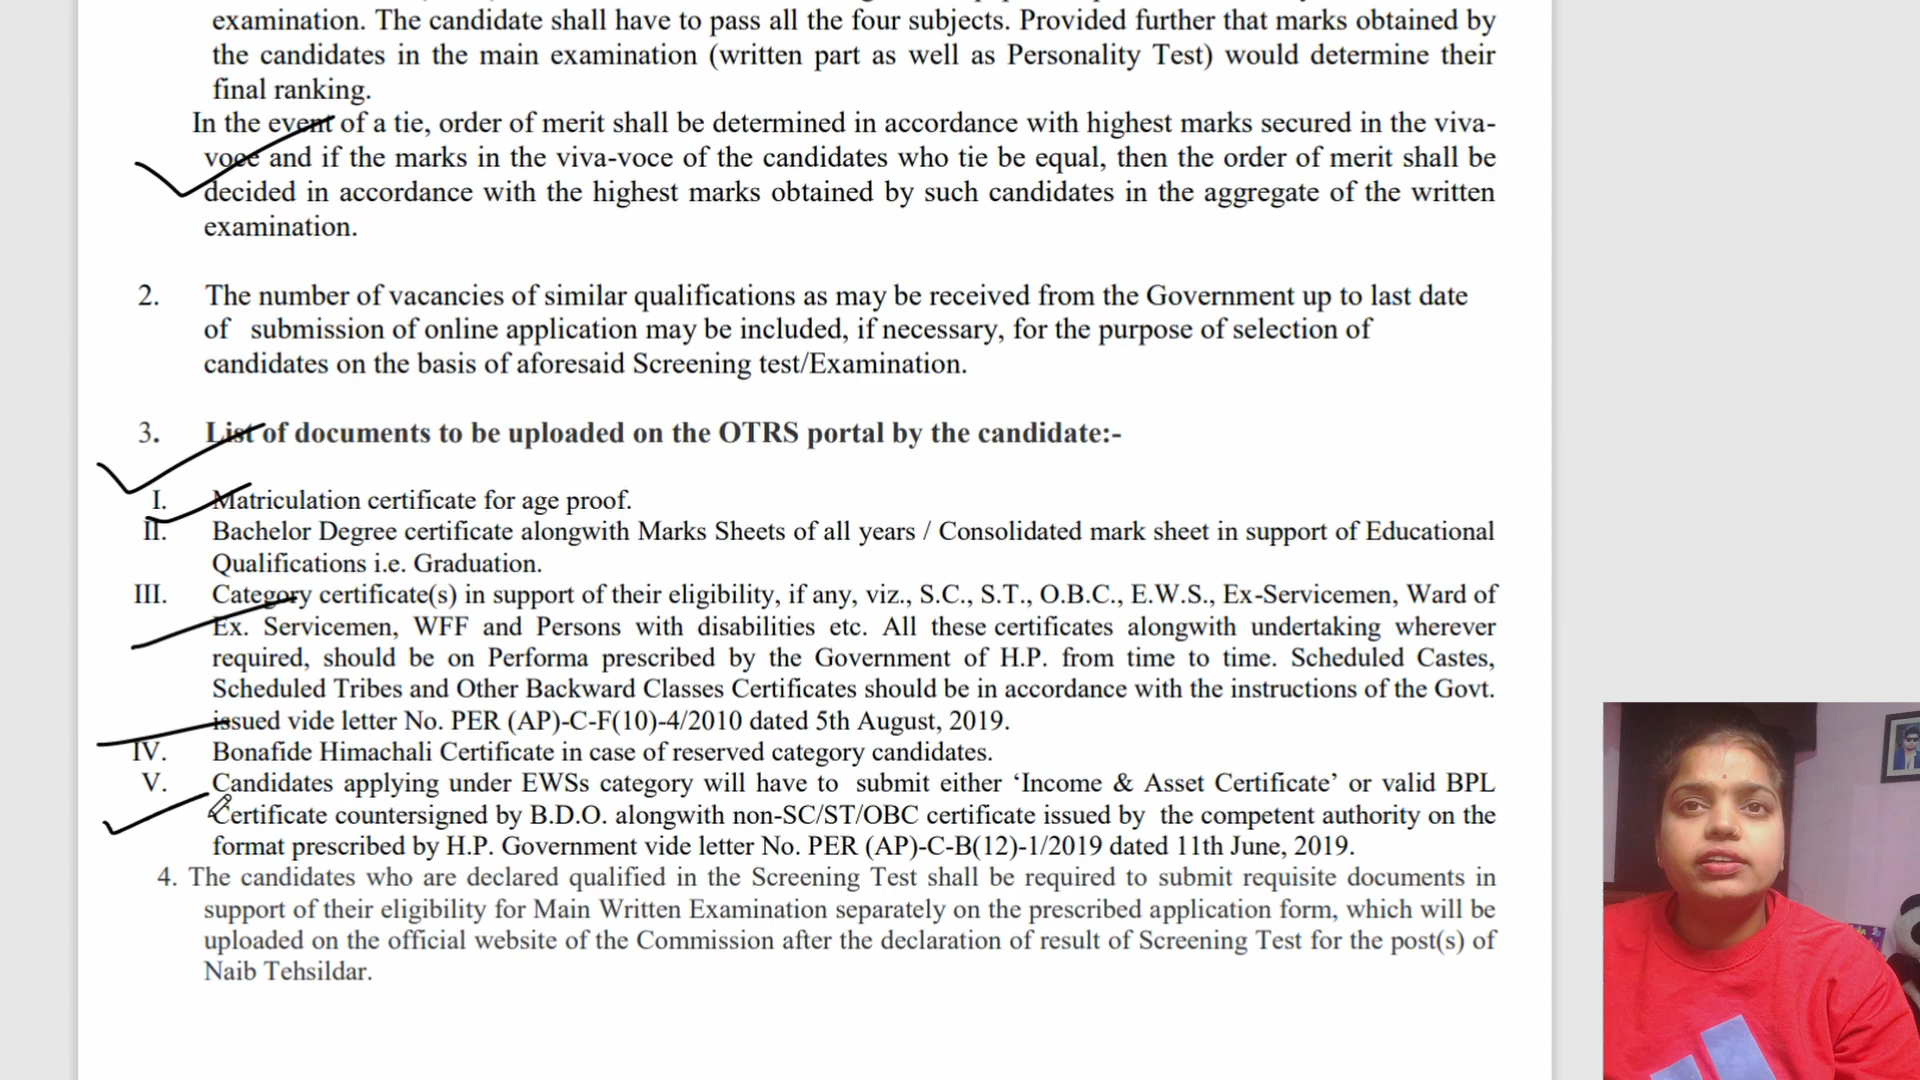 examination. The candidate shall have to pass all the four subjects. Provided further that marks obtained by
the candidates in the main examination (written part as well as Personality Test) would determine their
final ranking.
In the event of a tie, order of merit shall be determined in accordance with highest marks secured in the viva-
voce and if the marks in the viva-voce of the candidates who tie be equal, then the order of merit shall be
decided in accordance with the highest marks obtained by such candidates in the aggregate of the written
examination.
2. The number of vacancies of similar qualifications as may be received from the Government up to last date
of submission of online application may be included, if necessary, for the purpose of selection of
candidates on the basis of aforesaid Screening test/Examination.
3. List of documents to be uploaded on the OTRS portal by the candidate:-
I. Matriculation certificate for age proof.
II. Bachelor Degree certificate alongwith Marks Sheets of all years / Consolidated mark sheet in support of Educational
Qualifications i.e. Graduation.
III. Category certificate(s) in support of their eligibility, if any, viz., S.C., S.T., O.B.C., E.W.S., Ex-Servicemen, Ward of
Ex. Servicemen, WFF and Persons with disabilities etc. All these certificates alongwith undertaking wherever
required, should be on Performa prescribed by the Government of H.P. from time to time. Scheduled Castes,
Scheduled Tribes and Other Backward Classes Certificates should be in accordance with the instructions of the Govt.
issued vide letter No. PER (AP)-C-F(10)-4/2010 dated 5th August, 2019.
IV. Bonafide Himachali Certificate in case of reserved category candidates.
V. Candidates applying under EWSs category will have to submit either ‘Income & Asset Certificate’ or valid BPL
Certificate countersigned by B.D.O. alongwith non-SC/ST/OBC certificate issued by the competent authority on the
format prescribed by H.P. Government vide letter No. PER (AP)-C-B(12)-1/2019 dated 11th June, 2019.
4. The candidates who are declared qualified in the Screening Test shall be required to submit requisite documents in
support of their eligibility for Main Written Examination separately on the prescribed application form, which will be
uploaded on the official website of the Commission after the declaration of result of Screening Test for the post(s) of
Naib Tehsildar.